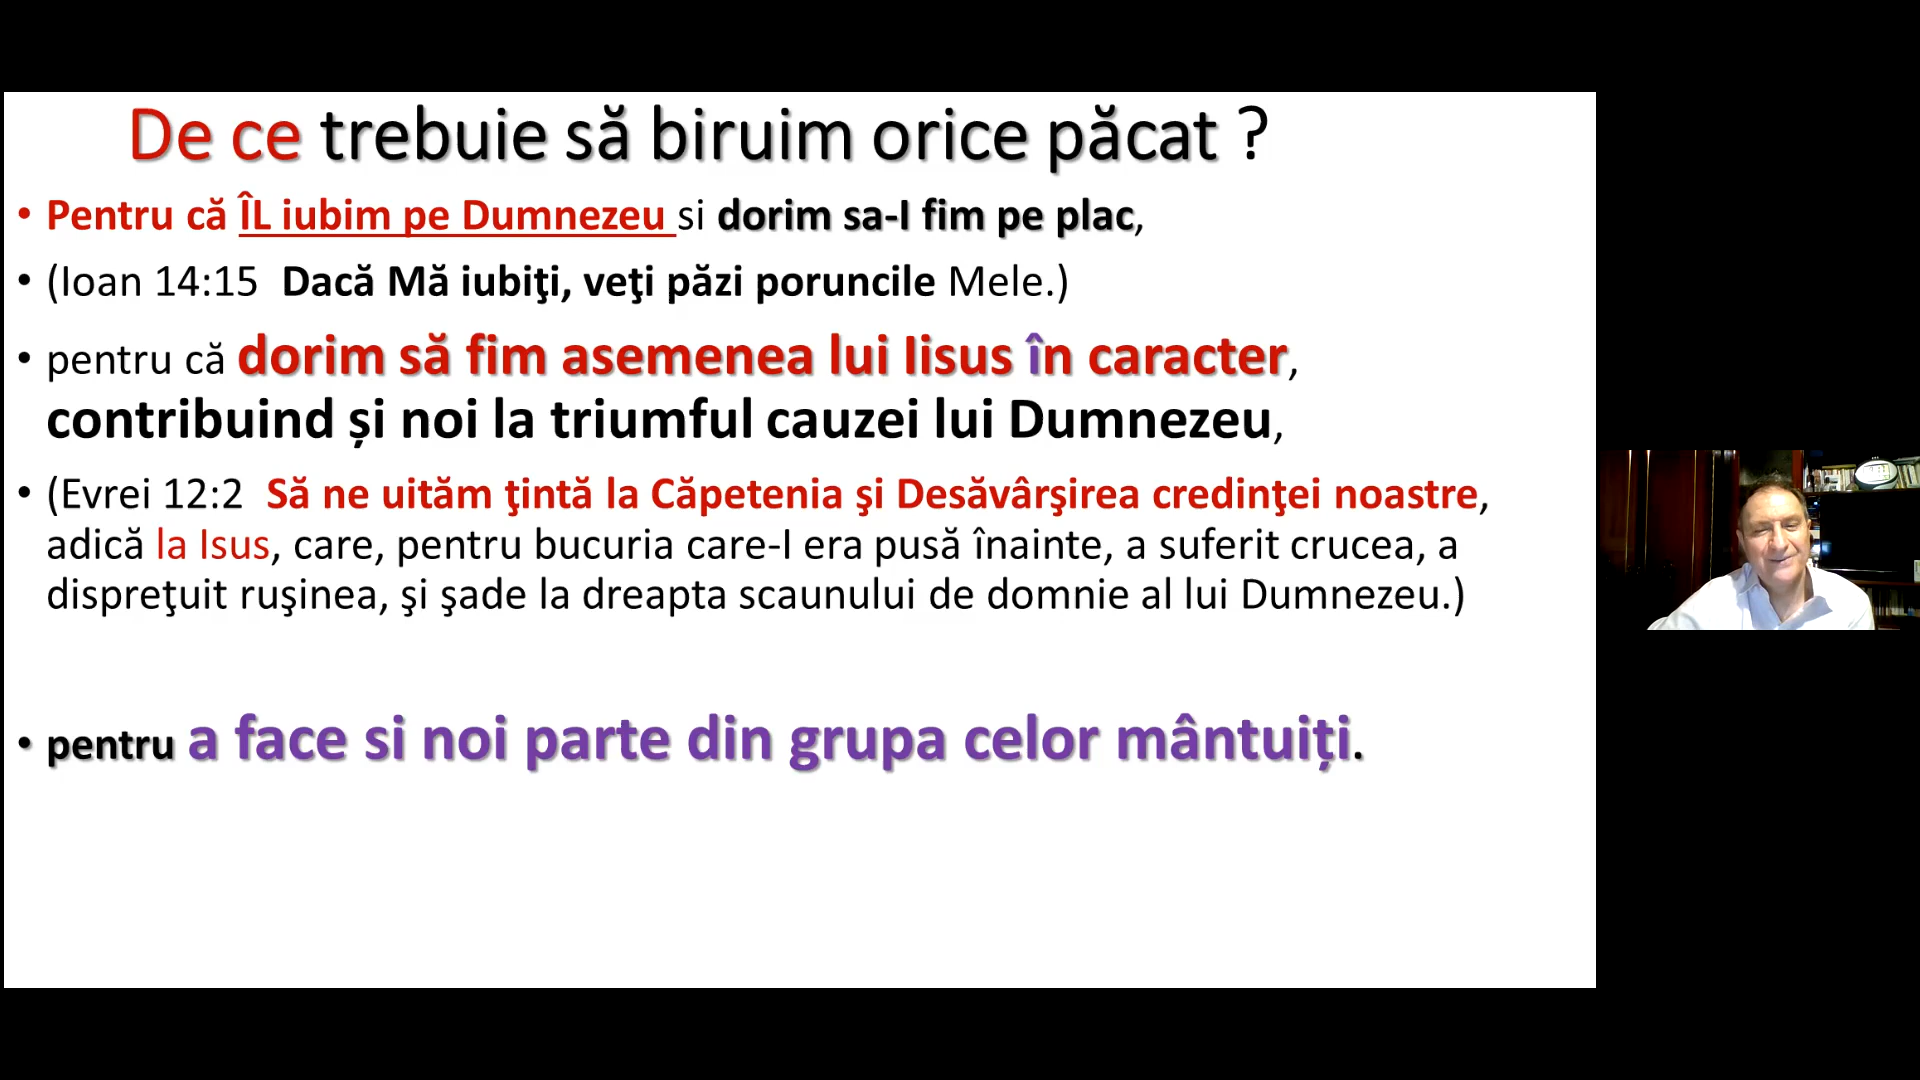 De ce trebuie să biruim orice păcat ?
• Pentru că ÎL iubim pe Dumnezeu si dorim sa-I fim pe plac,
• (Ioan 14:15 Dacă Mă iubiţi, veţi păzi poruncile Mele.)
• pentru că dorim să fim asemenea lui Iisus în caracter,
contribuind și noi la triumful cauzei lui Dumnezeu,
• (Evrei 12:2 Să ne uităm ţintă la Căpetenia şi Desăvârşirea credinţei noastre,
adică la Isus, care, pentru bucuria care-I era pusă înainte, a suferit crucea, a
dispreţuit ruşinea, şi şade la dreapta scaunului de domnie al lui Dumnezeu.)
• pentru a face si noi parte din grupa celor mântuiți.